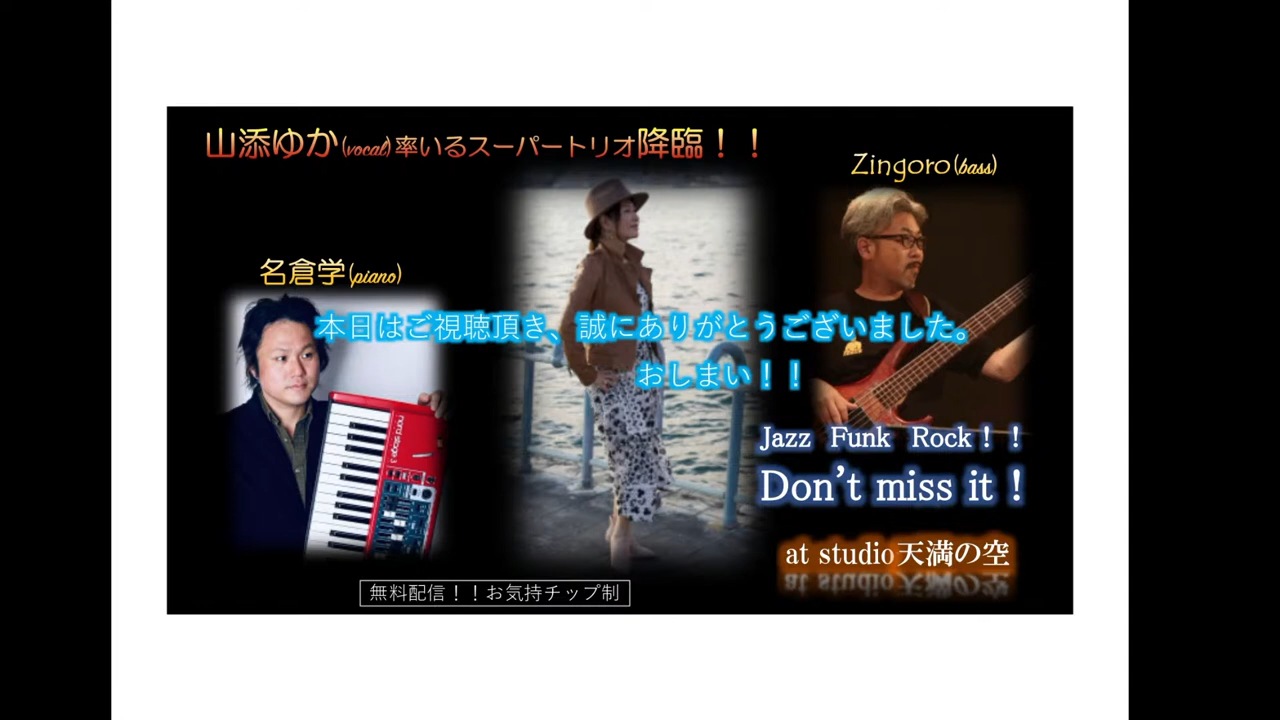 山添ゆか(vocal)率いるスーパートリオ降臨！！
Zingoro(bass)
名倉学(piano)
本日はご視聴頂き、誠にありがとうございました。
おしまい！！
nord stage 3
Jazz Funk Rock！！
Don't miss it！
at studio天満の空
無料配信！！お気持チップ制